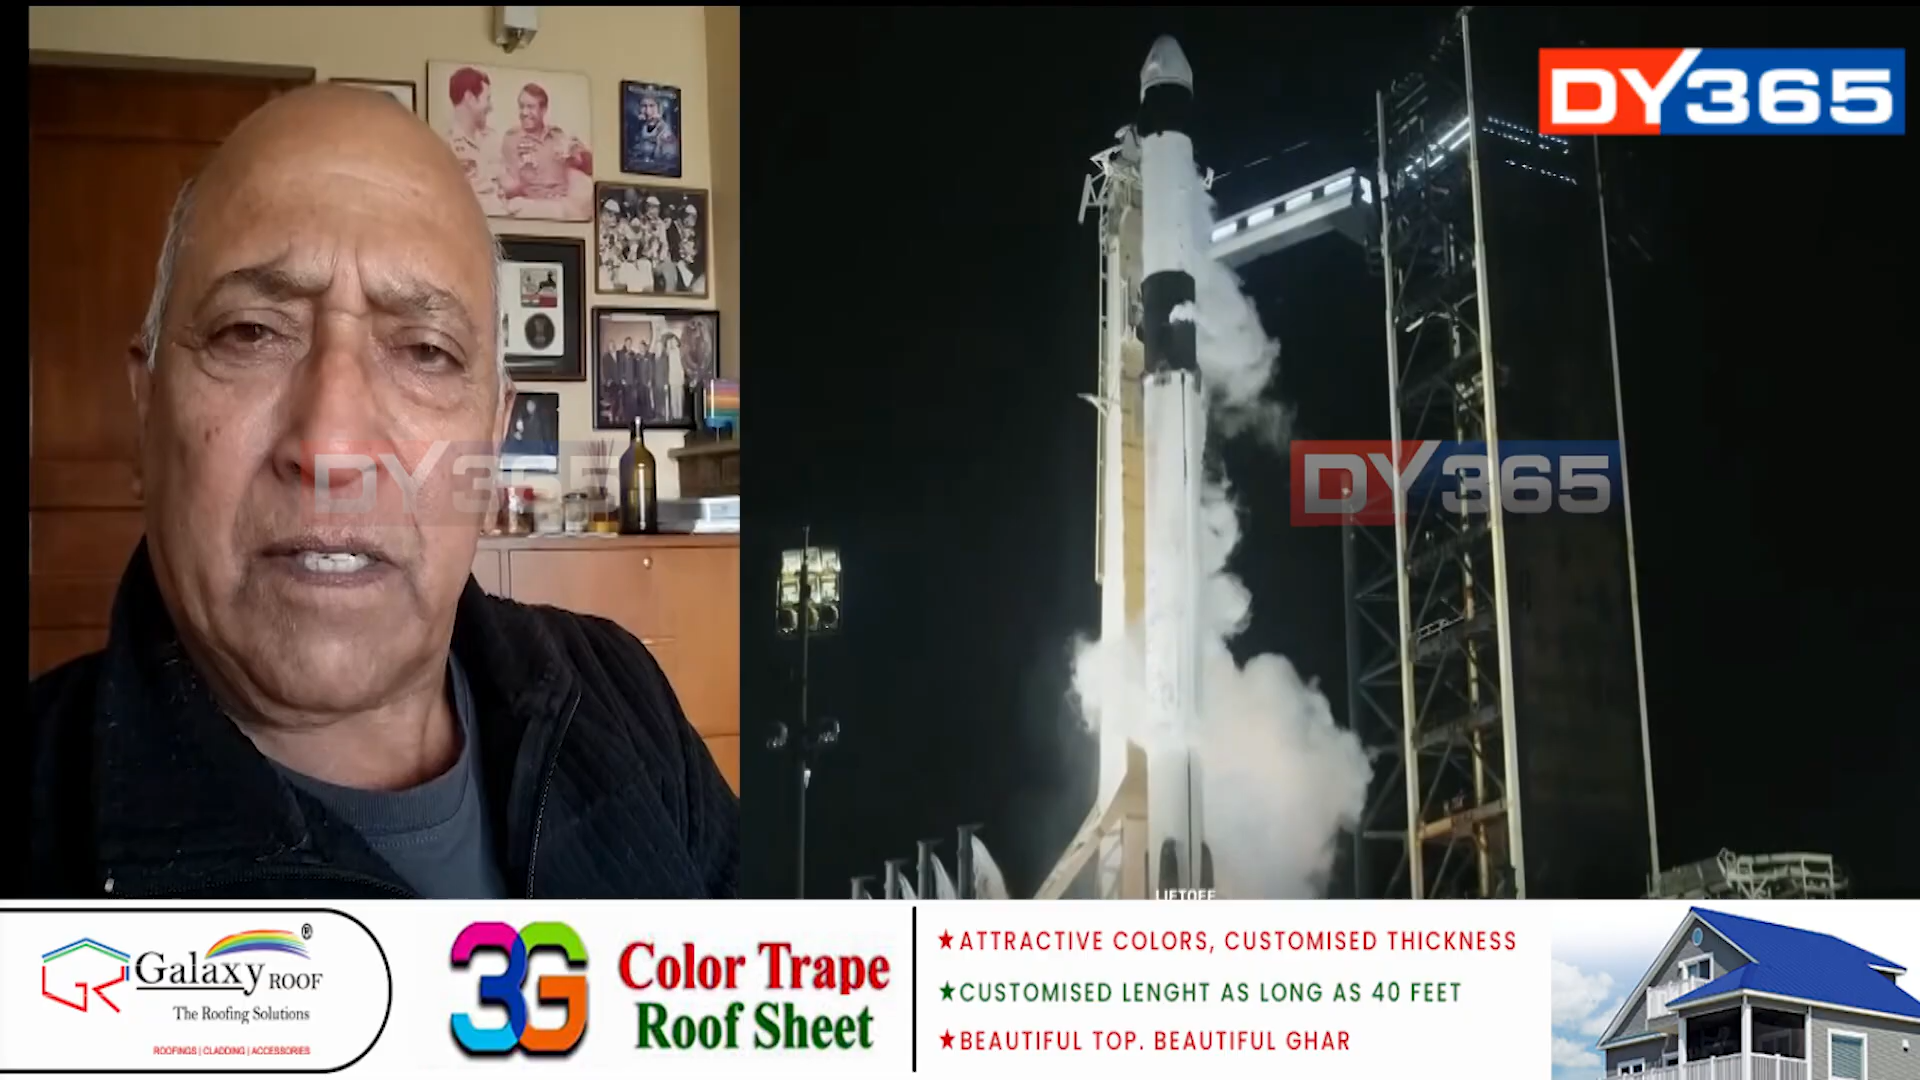 DY365
DY365
DY365
LIFTOFF
Galaxy ROOF
®
The Roofing Solutions
ROOFINGS | CLADDING | ACCESSORIES
3G
Color Trape
Roof Sheet
★ATTRACTIVE COLORS, CUSTOMISED THICKNESS
★CUSTOMISED LENGHT AS LONG AS 40 FEET
★BEAUTIFUL TOP. BEAUTIFUL GHAR